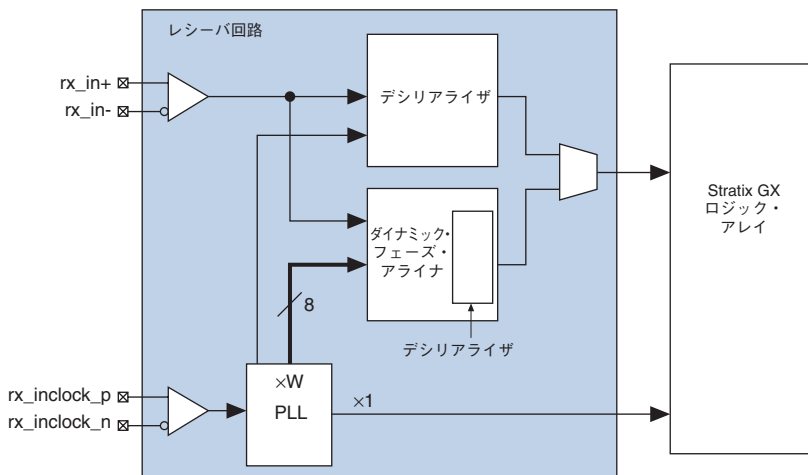 レシーバ回路
rx_in+
rx_in-
デシリアライザ
Stratix GX
ロジック・
アレイ
ダイナミック・
フェーズ・
アライナ
8
デシリアライザ
rx_inclock_p
rx_inclock_n
×W
PLL
×1